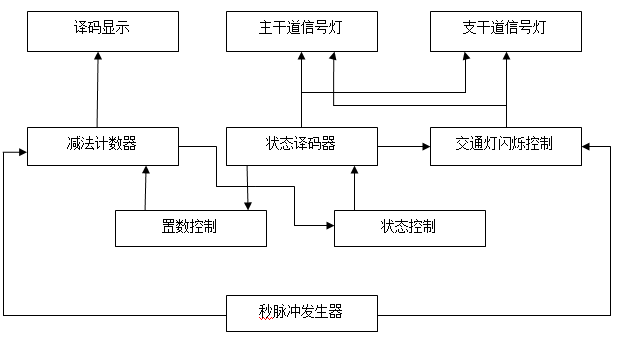 译码显示
主干道信号灯
支干道信号灯
减法计数器
状态译码器
交通灯闪烁控制
置数控制
状态控制
秒脉冲发生器